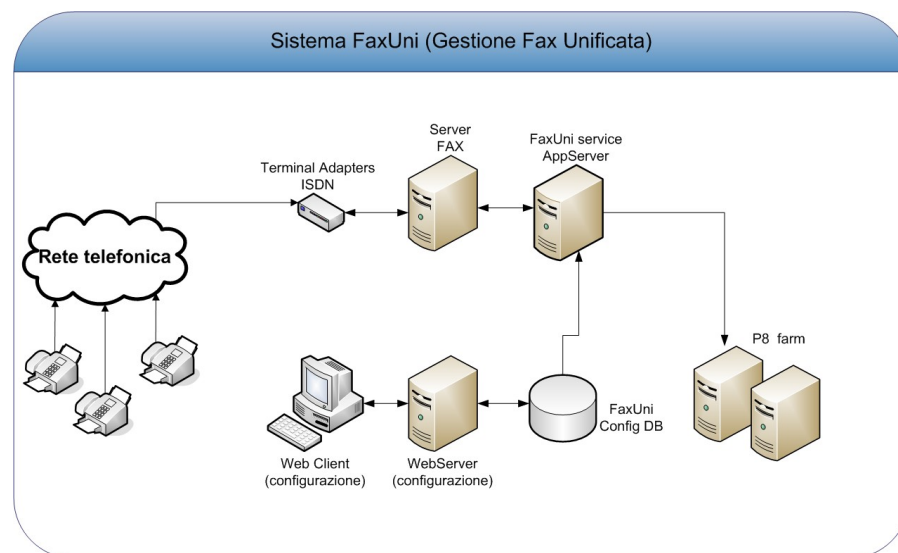 Sistema FaxUni (Gestione Fax Unificata)
Server
FAX
FaxUni service
AppServer
Terminal Adapters
ISDN
Rete telefonica
P8 farm
FaxUni
Config DB
Web Client
(configurazione)
WebServer
(configurazione)